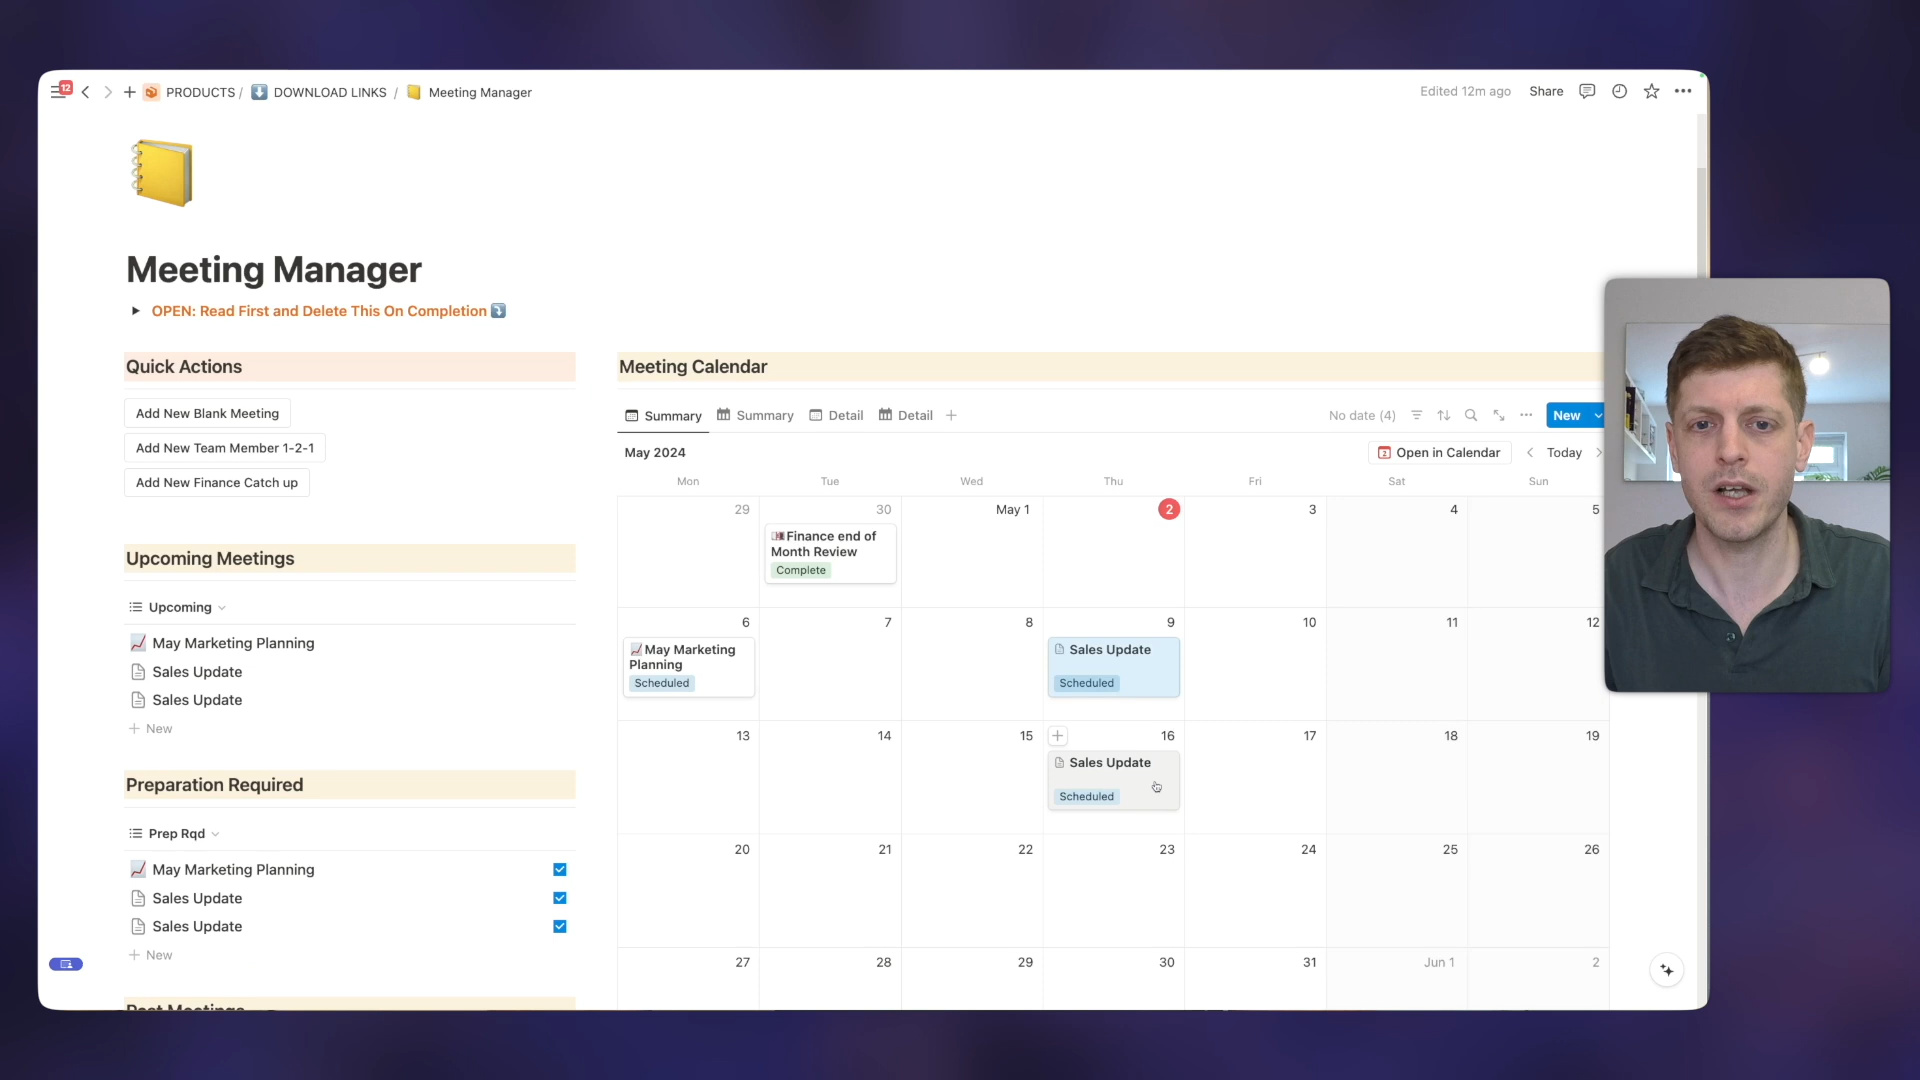 12
PRODUCTS / DOWNLOAD LINKS / Meeting Manager
Edited 12m ago Share
Meeting Manager
OPEN: Read First and Delete This On Completion
Quick Actions
Add New Blank Meeting
Add New Team Member 1-2-1
Add New Finance Catch up
Upcoming Meetings
Upcoming
May Marketing Planning
Sales Update
Sales Update
New
Preparation Required
Prep Rqd
May Marketing Planning
Sales Update
Sales Update
New
Past Meetings
Meeting Calendar
Summary Summary Detail Detail
No date (4) New
May 2024
2 Open in Calendar Today
Mon Tue Wed Thu Fri Sat Sun
29 30 May 1 2 3 4 5
Finance end of
Month Review
Complete
6 7 8 9 10 11 12
May Marketing
Planning
Scheduled
Sales Update
Scheduled
13 14 15 16 17 18 19
Sales Update
Scheduled
20 21 22 23 24 25 26
27 28 29 30 31 Jun 1 2